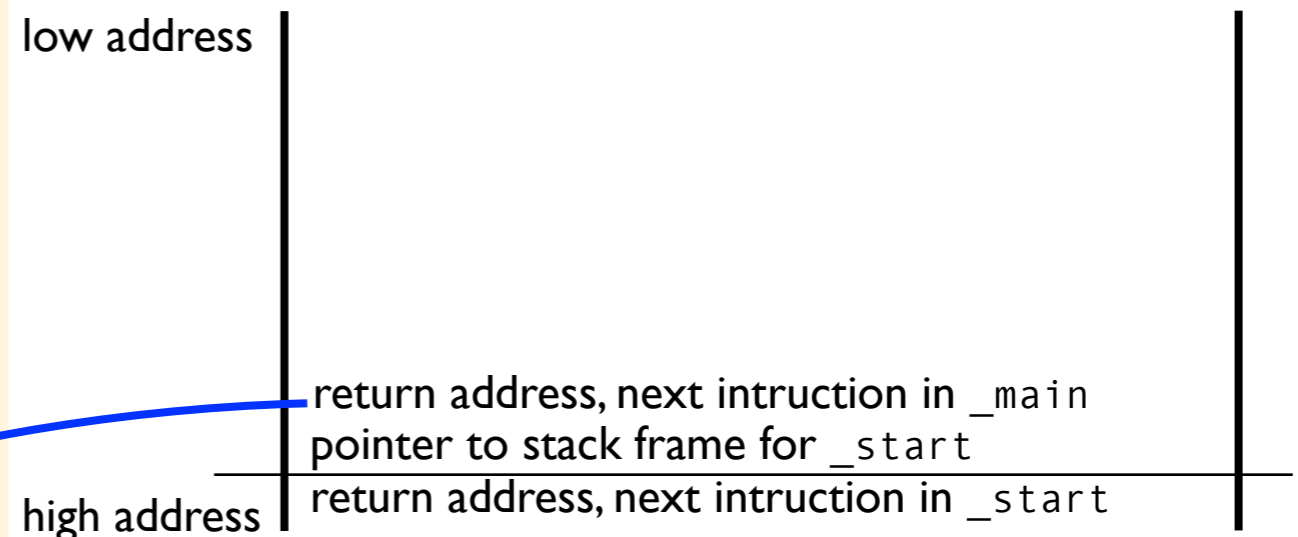 low address
return address, next intruction in _main
pointer to stack frame for _start
return address, next intruction in _start
high address